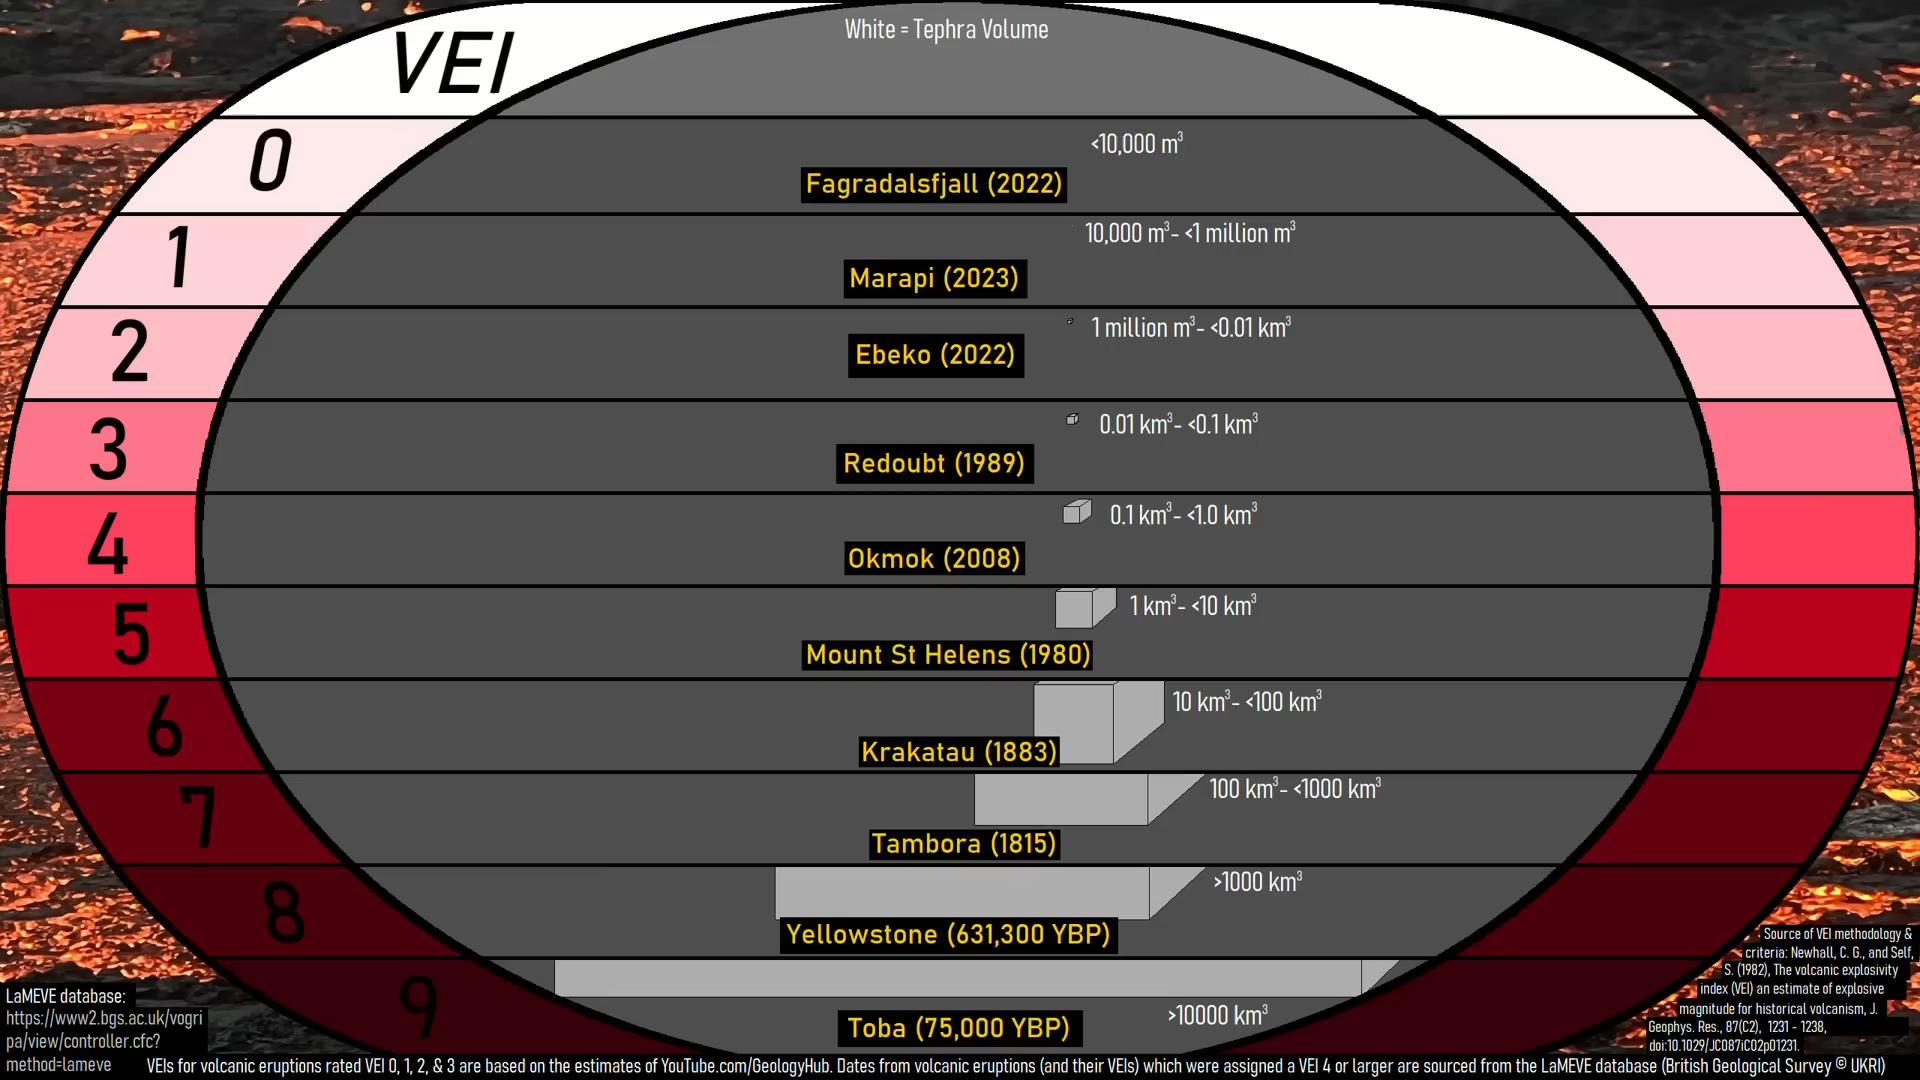 White = Tephra Volume
VEI
0
<10,000 m³
Fagradalsfjall (2022)
1
10,000 m³- <1 million m³
Marapi (2023)
2
1 million m³- <0.01 km³
Ebeko (2022)
3
0.01 km³- <0.1 km³
Redoubt (1989)
4
0.1 km³- <1.0 km³
Okmok (2008)
5
1 km³- <10 km³
Mount St Helens (1980)
6
10 km³- <100 km³
Krakatau (1883)
7
100 km³- <1000 km³
Tambora (1815)
8
>1000 km³
Yellowstone (631,300 YBP)
9
>10000 km³
Toba (75,000 YBP)
Source of VEI methodology &
criteria: Newhall, C. G., and Self,
S. (1982), The volcanic explosivity
index (VEI) an estimate of explosive
magnitude for historical volcanism, J.
Geophys. Res., 87(C2), 1231 - 1238,
doi:10.1029/JC087iC02p01231.
LaMEVE database:
https://www2.bgs.ac.uk/vogri
pa/view/controller.cfc?
method=lameve
VEIs for volcanic eruptions rated VEI 0, 1, 2, & 3 are based on the estimates of YouTube.com/GeologyHub. Dates from volcanic eruptions (and their VEIs) which were assigned a VEI 4 or larger are sourced from the LaMEVE database (British Geological Survey © UKRI)